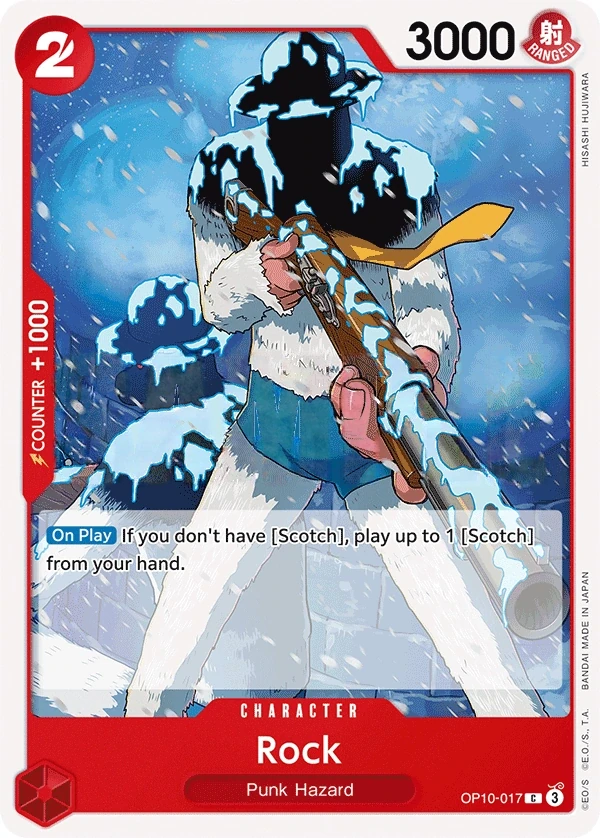 2
3000
射
RANGED
HISASHI HUJIWARA
COUNTER +1000
On Play If you don't have [Scotch], play up to 1 [Scotch]
from your hand.
BANDAI MADE IN JAPAN
©E.O./S., T.A.
©EO/S
CHARACTER
Rock
Punk Hazard
OP10-017 C 3